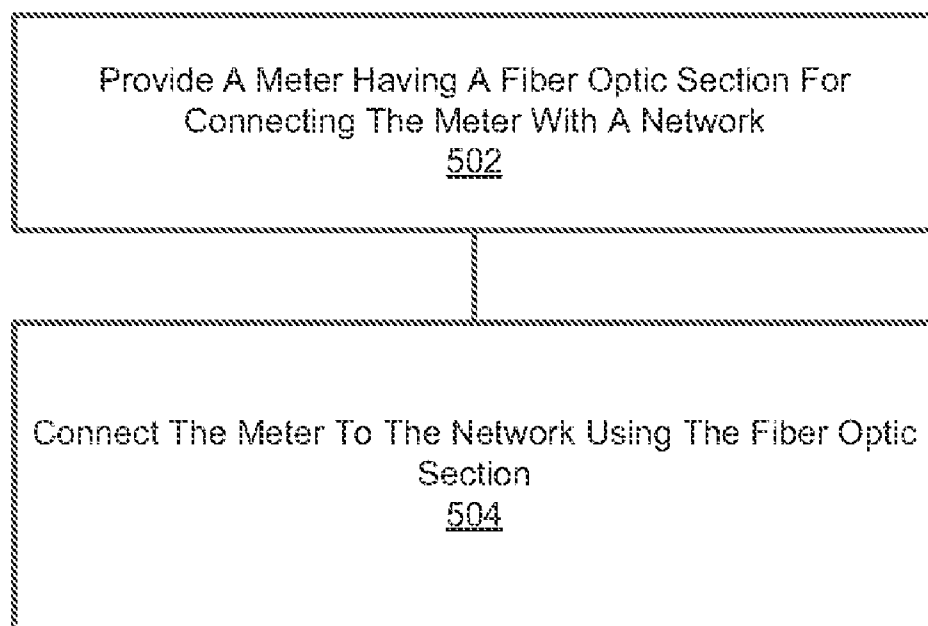 Provide A Meter Having A Fiber Optic Section For
Connecting The Meter With A Network
502
Connect The Meter To The Network Using The Fiber Optic
Section
504